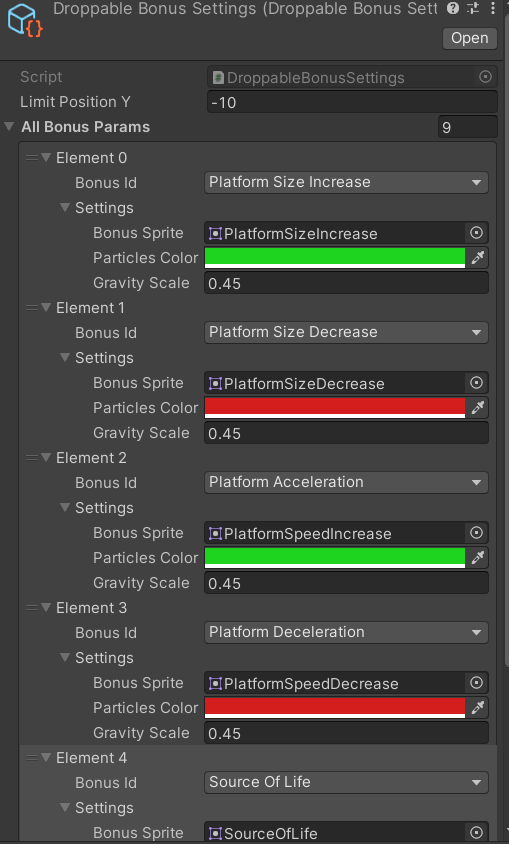 Droppable Bonus Settings (Droppable Bonus Sett
Open
Script DroppableBonusSettings
Limit Position Y -10
All Bonus Params 9
Element 0
Bonus Id Platform Size Increase
Settings
Bonus Sprite PlatformSizeIncrease
Particles Color
Gravity Scale 0.45
Element 1
Bonus Id Platform Size Decrease
Settings
Bonus Sprite PlatformSizeDecrease
Particles Color
Gravity Scale 0.45
Element 2
Bonus Id Platform Acceleration
Settings
Bonus Sprite PlatformSpeedIncrease
Particles Color
Gravity Scale 0.45
Element 3
Bonus Id Platform Deceleration
Settings
Bonus Sprite PlatformSpeedDecrease
Particles Color
Gravity Scale 0.45
Element 4
Bonus Id Source Of Life
Settings
Bonus Sprite SourceOfLife